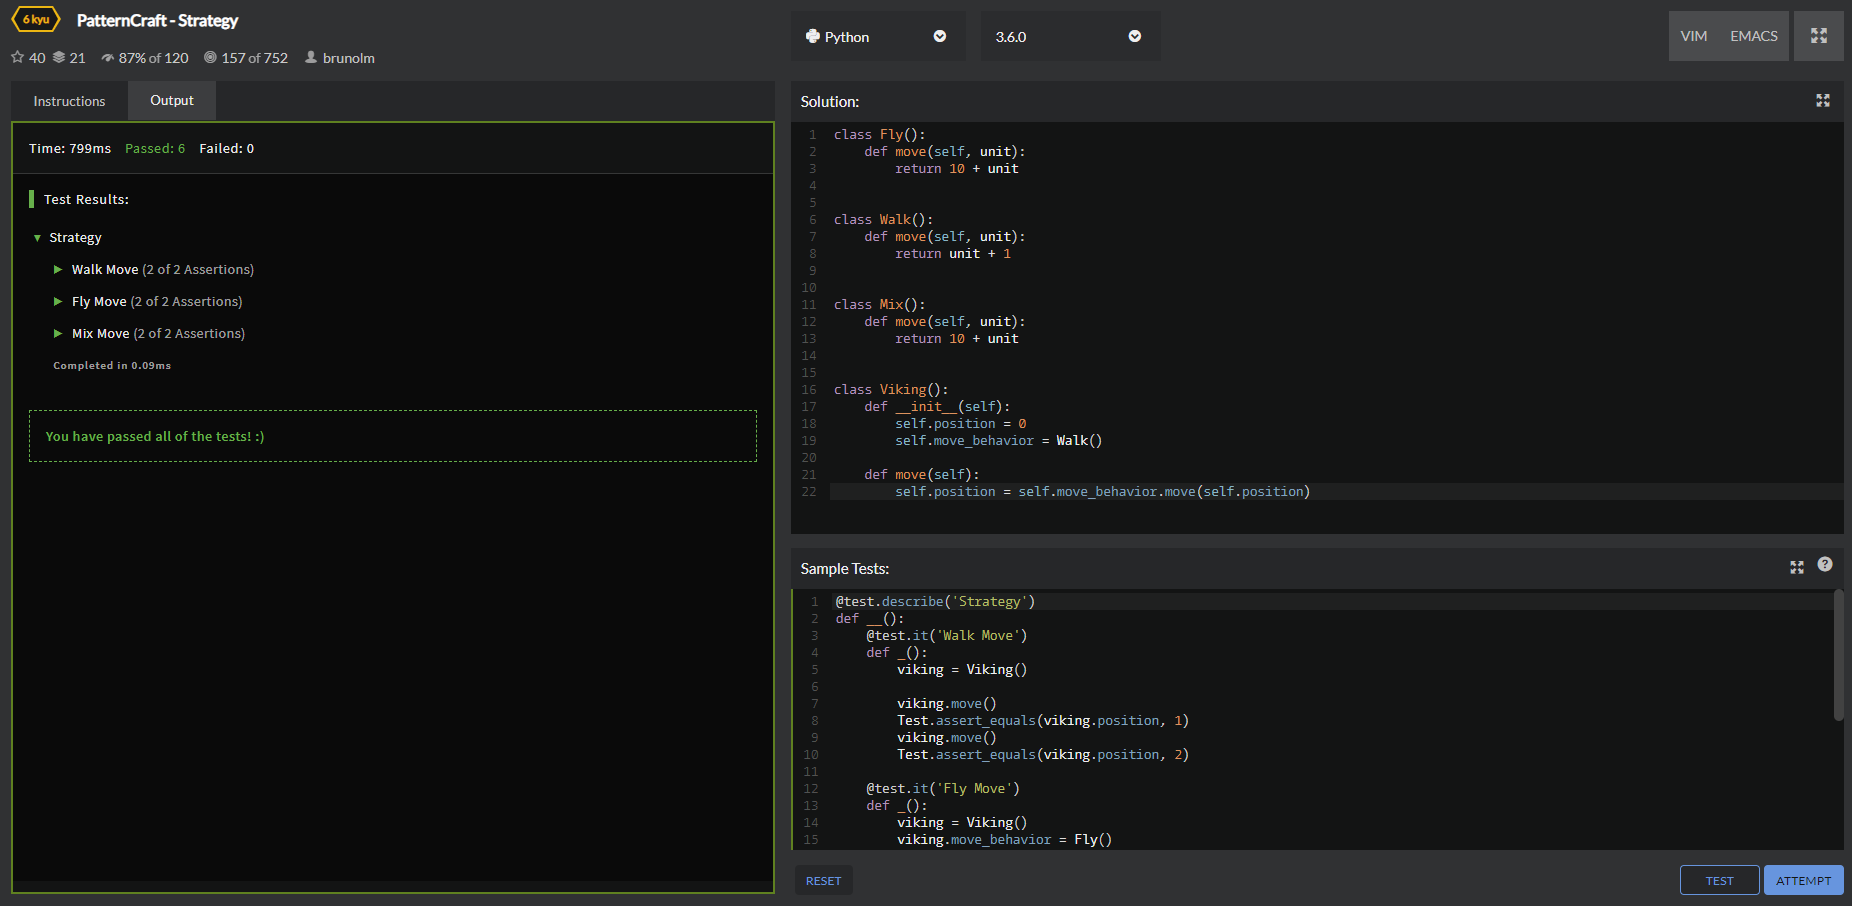 6 kyu PatternCraft - Strategy
40 21 87% of 120 157 of 752 brunolm
Python 3.6.0
VIM EMACS
Instructions Output
Time: 799ms Passed: 6 Failed: 0
Test Results:
Strategy
Walk Move (2 of 2 Assertions)
Fly Move (2 of 2 Assertions)
Mix Move (2 of 2 Assertions)
Completed in 0.09ms
You have passed all of the tests! :)
Solution:
1 class Fly():
2     def move(self, unit):
3         return 10 + unit
4
5
6 class Walk():
7     def move(self, unit):
8         return unit + 1
9
10
11 class Mix():
12     def move(self, unit):
13         return 10 + unit
14
15
16 class Viking():
17     def __init__(self):
18         self.position = 0
19         self.move_behavior = Walk()
20
21     def move(self):
22         self.position = self.move_behavior.move(self.position)
Sample Tests:
?
1 @test.describe('Strategy')
2 def __():
3     @test.it('Walk Move')
4     def _():
5         viking = Viking()
6
7         viking.move()
8         Test.assert_equals(viking.position, 1)
9         viking.move()
10         Test.assert_equals(viking.position, 2)
11
12     @test.it('Fly Move')
13     def _():
14         viking = Viking()
15         viking.move_behavior = Fly()
RESET
TEST ATTEMPT